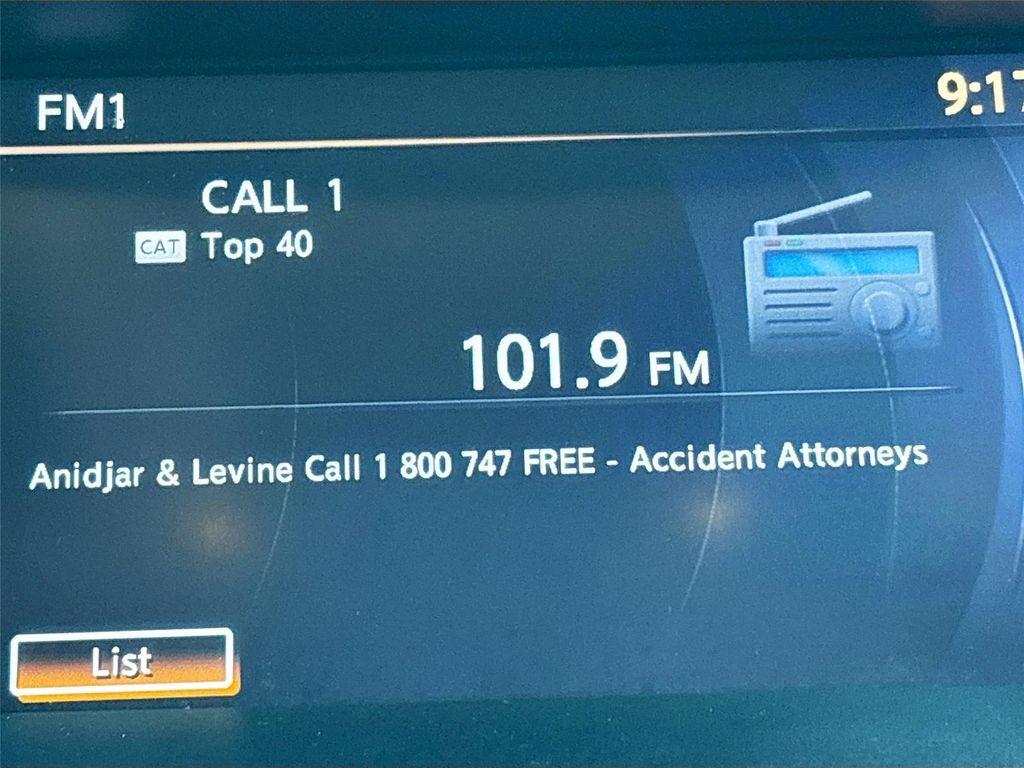 FM1
9:17
CALL 1
CAT Top 40
101.9 FM
Anidjar & Levine Call 1 800 747 FREE - Accident Attorneys
List